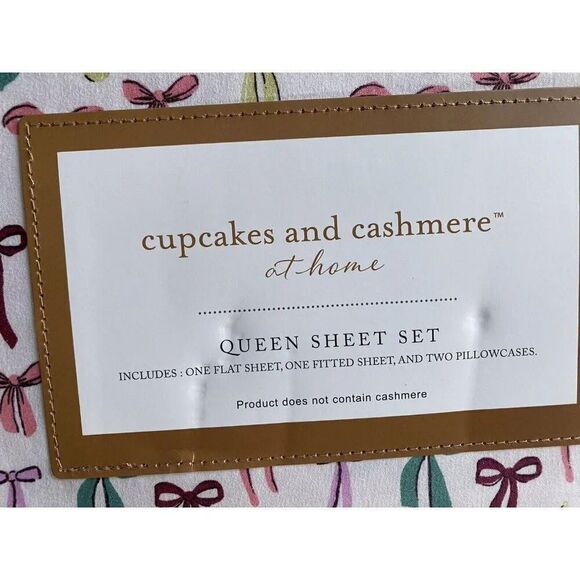 cupcakes and cashmere™
at home
QUEEN SHEET SET
INCLUDES : ONE FLAT SHEET, ONE FITTED SHEET, AND TWO PILLOWCASES.
Product does not contain cashmere